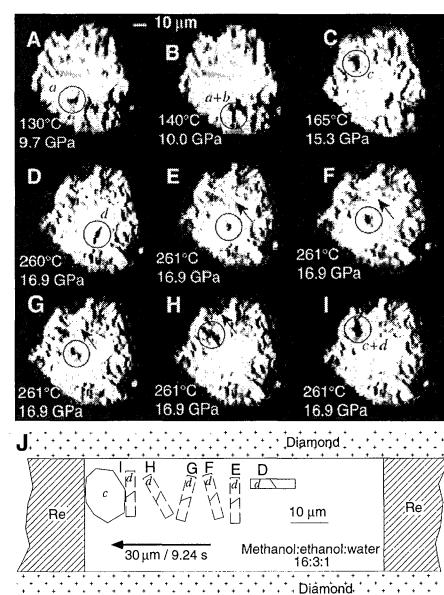 A
10 μm
a
130°C
9.7 GPa
B
a+b
140°C
10.0 GPa
C
c
165°C
15.3 GPa
D
d
260°C
16.9 GPa
E
261°C
16.9 GPa
F
261°C
16.9 GPa
G
261°C
16.9 GPa
H
261°C
16.9 GPa
I
c+d
261°C
16.9 GPa
J
Diamond
I H G F E D
d d d d d d
c
Re
Re
10 μm
30 μm / 9.24 s
Methanol:ethanol:water
16:3:1
Diamond